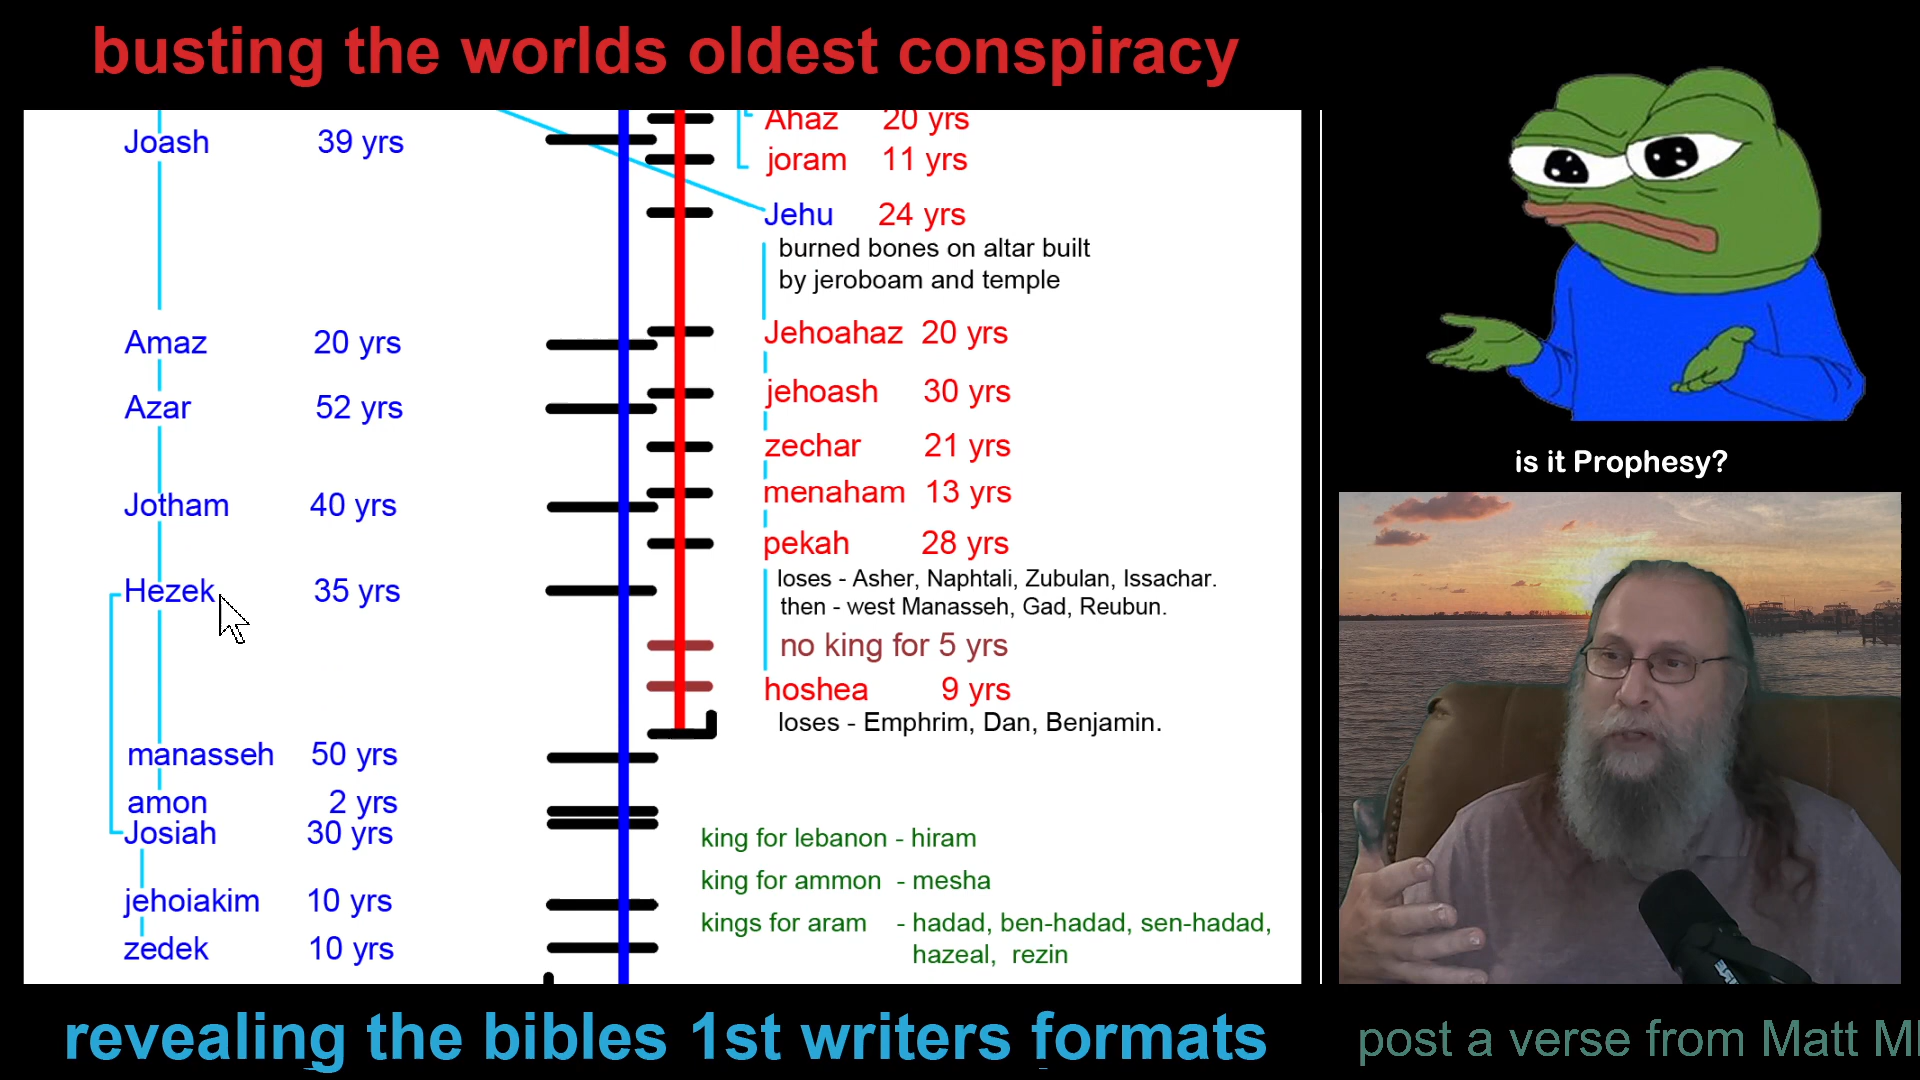 busting the worlds oldest conspiracy
Joash 39 yrs
Amaz 20 yrs
Azar 52 yrs
Jotham 40 yrs
Hezek 35 yrs
manasseh 50 yrs
amon 2 yrs
Josiah 30 yrs
jehoiakim 10 yrs
zedek 10 yrs
Ahaz 20 yrs
joram 11 yrs
Jehu 24 yrs
burned bones on altar built
by jeroboam and temple
Jehoahaz 20 yrs
jehoash 30 yrs
zechar 21 yrs
menaham 13 yrs
pekah 28 yrs
loses - Asher, Naphtali, Zubulan, Issachar.
then - west Manasseh, Gad, Reubun.
no king for 5 yrs
hoshea 9 yrs
loses - Emphrim, Dan, Benjamin.
king for lebanon - hiram
king for ammon - mesha
kings for aram - hadad, ben-hadad, sen-hadad,
hazeal, rezin
is it Prophesy?
revealing the bibles 1st writers formats
post a verse from Matt